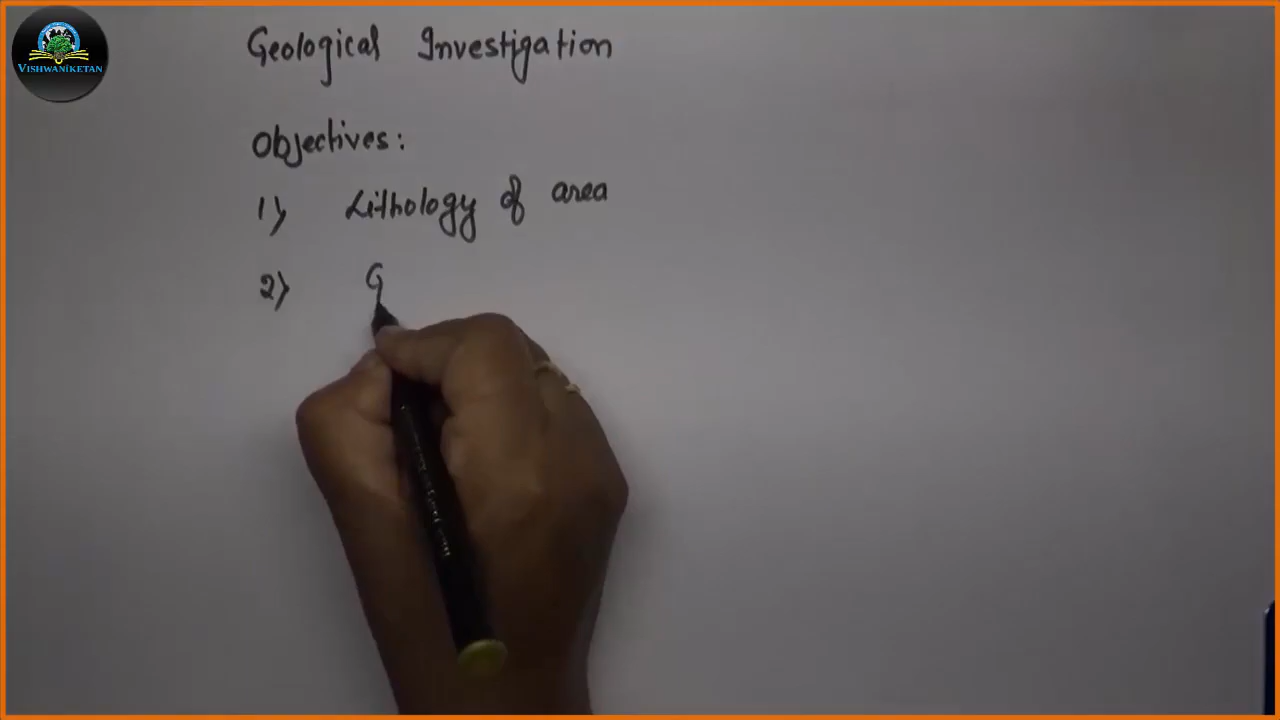 VISHWANIKETAN
Geological Investigation
Objectives:
1) Lithology of area
2) G